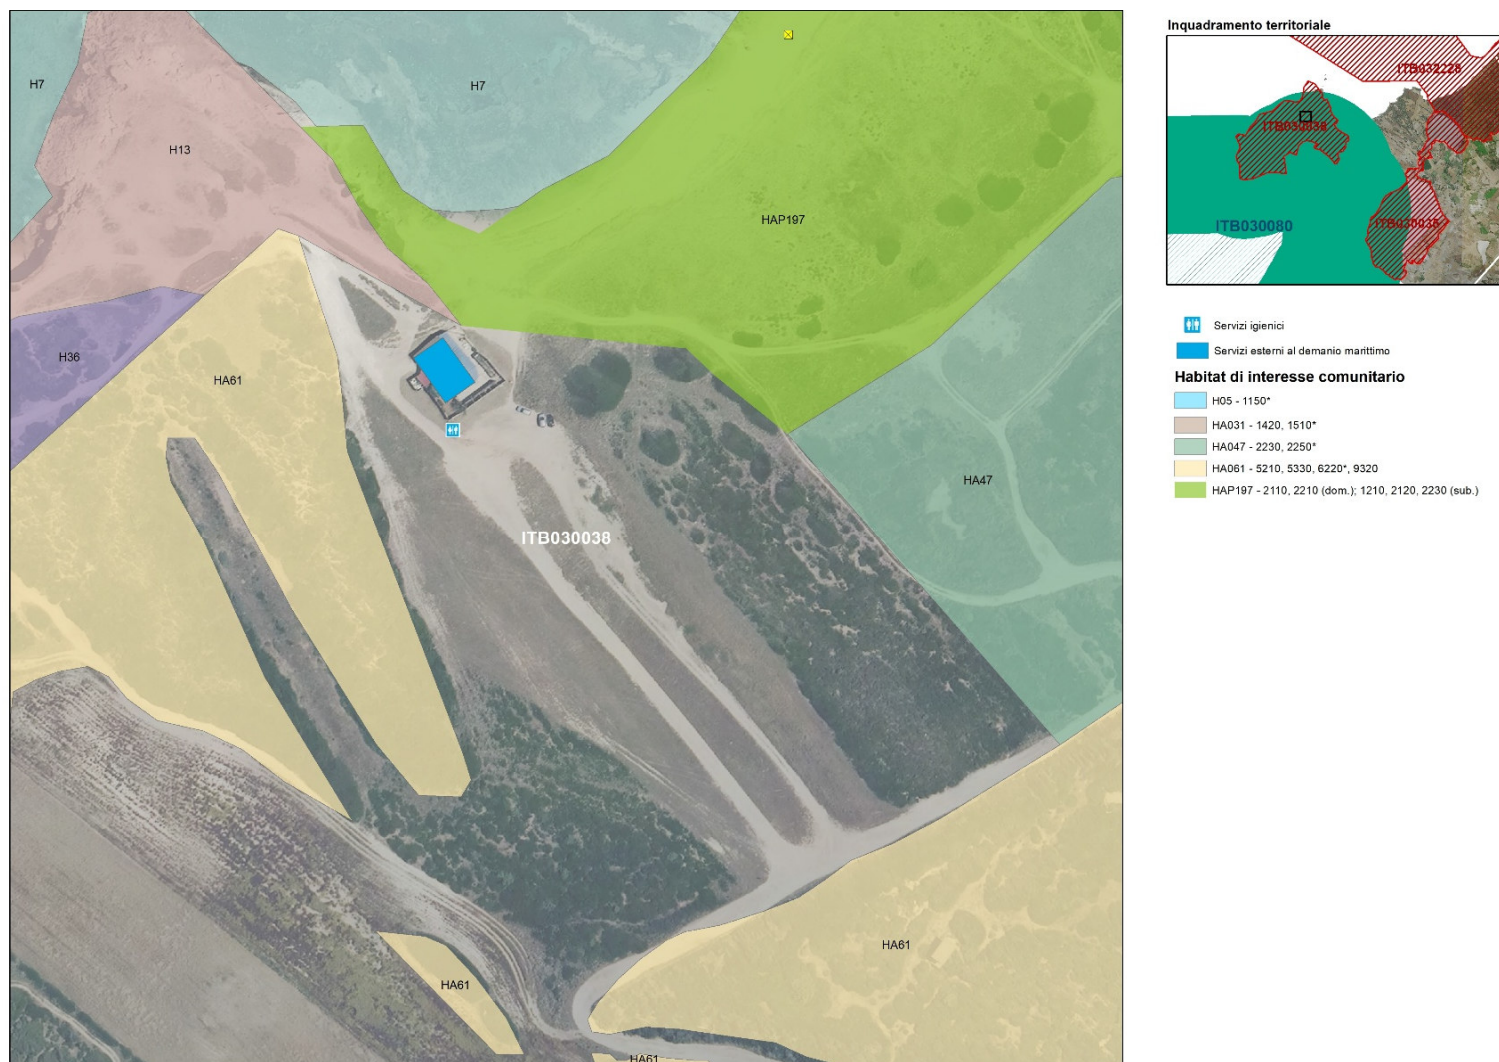 H7
H7
H13
HAP197
H36
HA61
HA47
ITB030038
HA61
HA61
HA61
Inquadramento territoriale
ITB032228
ITB030038
ITB030080
ITB030035
Servizi igienici
Servizi esterni al demanio marittimo
Habitat di interesse comunitario
H05 - 1150*
HA031 - 1420, 1510*
HA047 - 2230, 2250*
HA061 - 5210, 5330, 6220*, 9320
HAP197 - 2110, 2210 (dom.); 1210, 2120, 2230 (sub.)